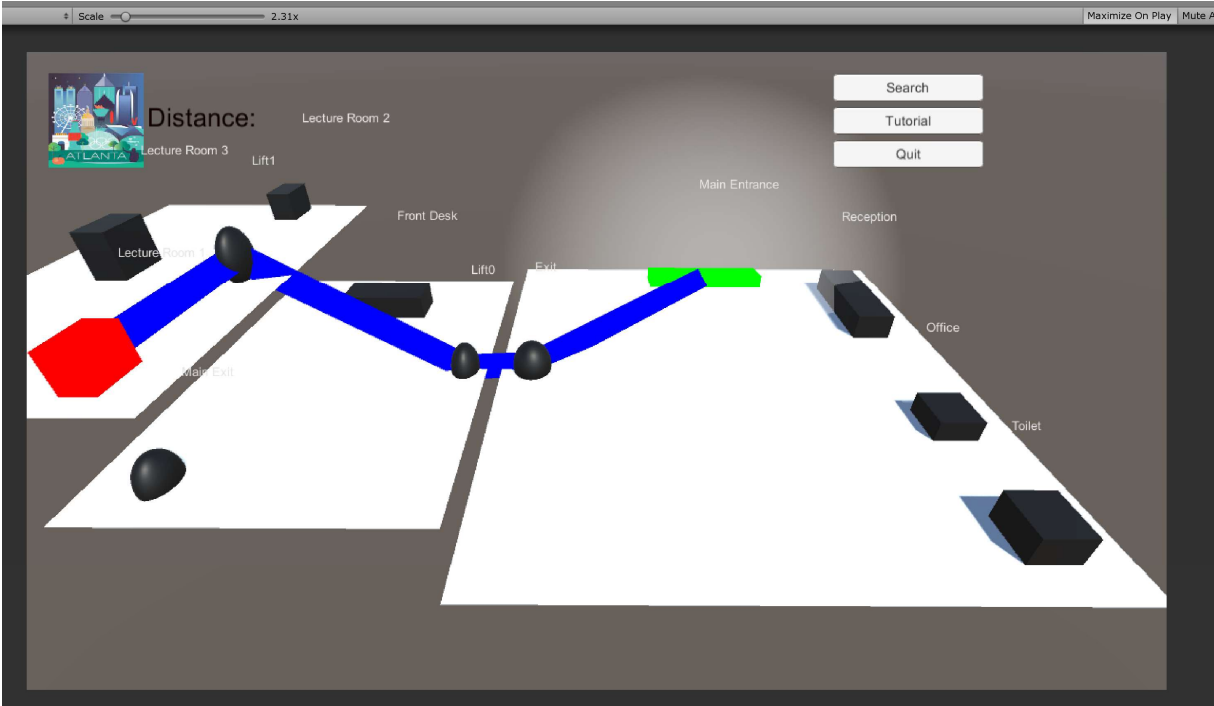 Scale 2.31x Maximize On Play Mute A
Search
Distance: Lecture Room 2
Tutorial
Lecture Room 3
ATLANTA
Quit
Lift1
Main Entrance
Front Desk
Reception
Lecture Room 1
Lift0
Exit
Office
Main Exit
Toilet